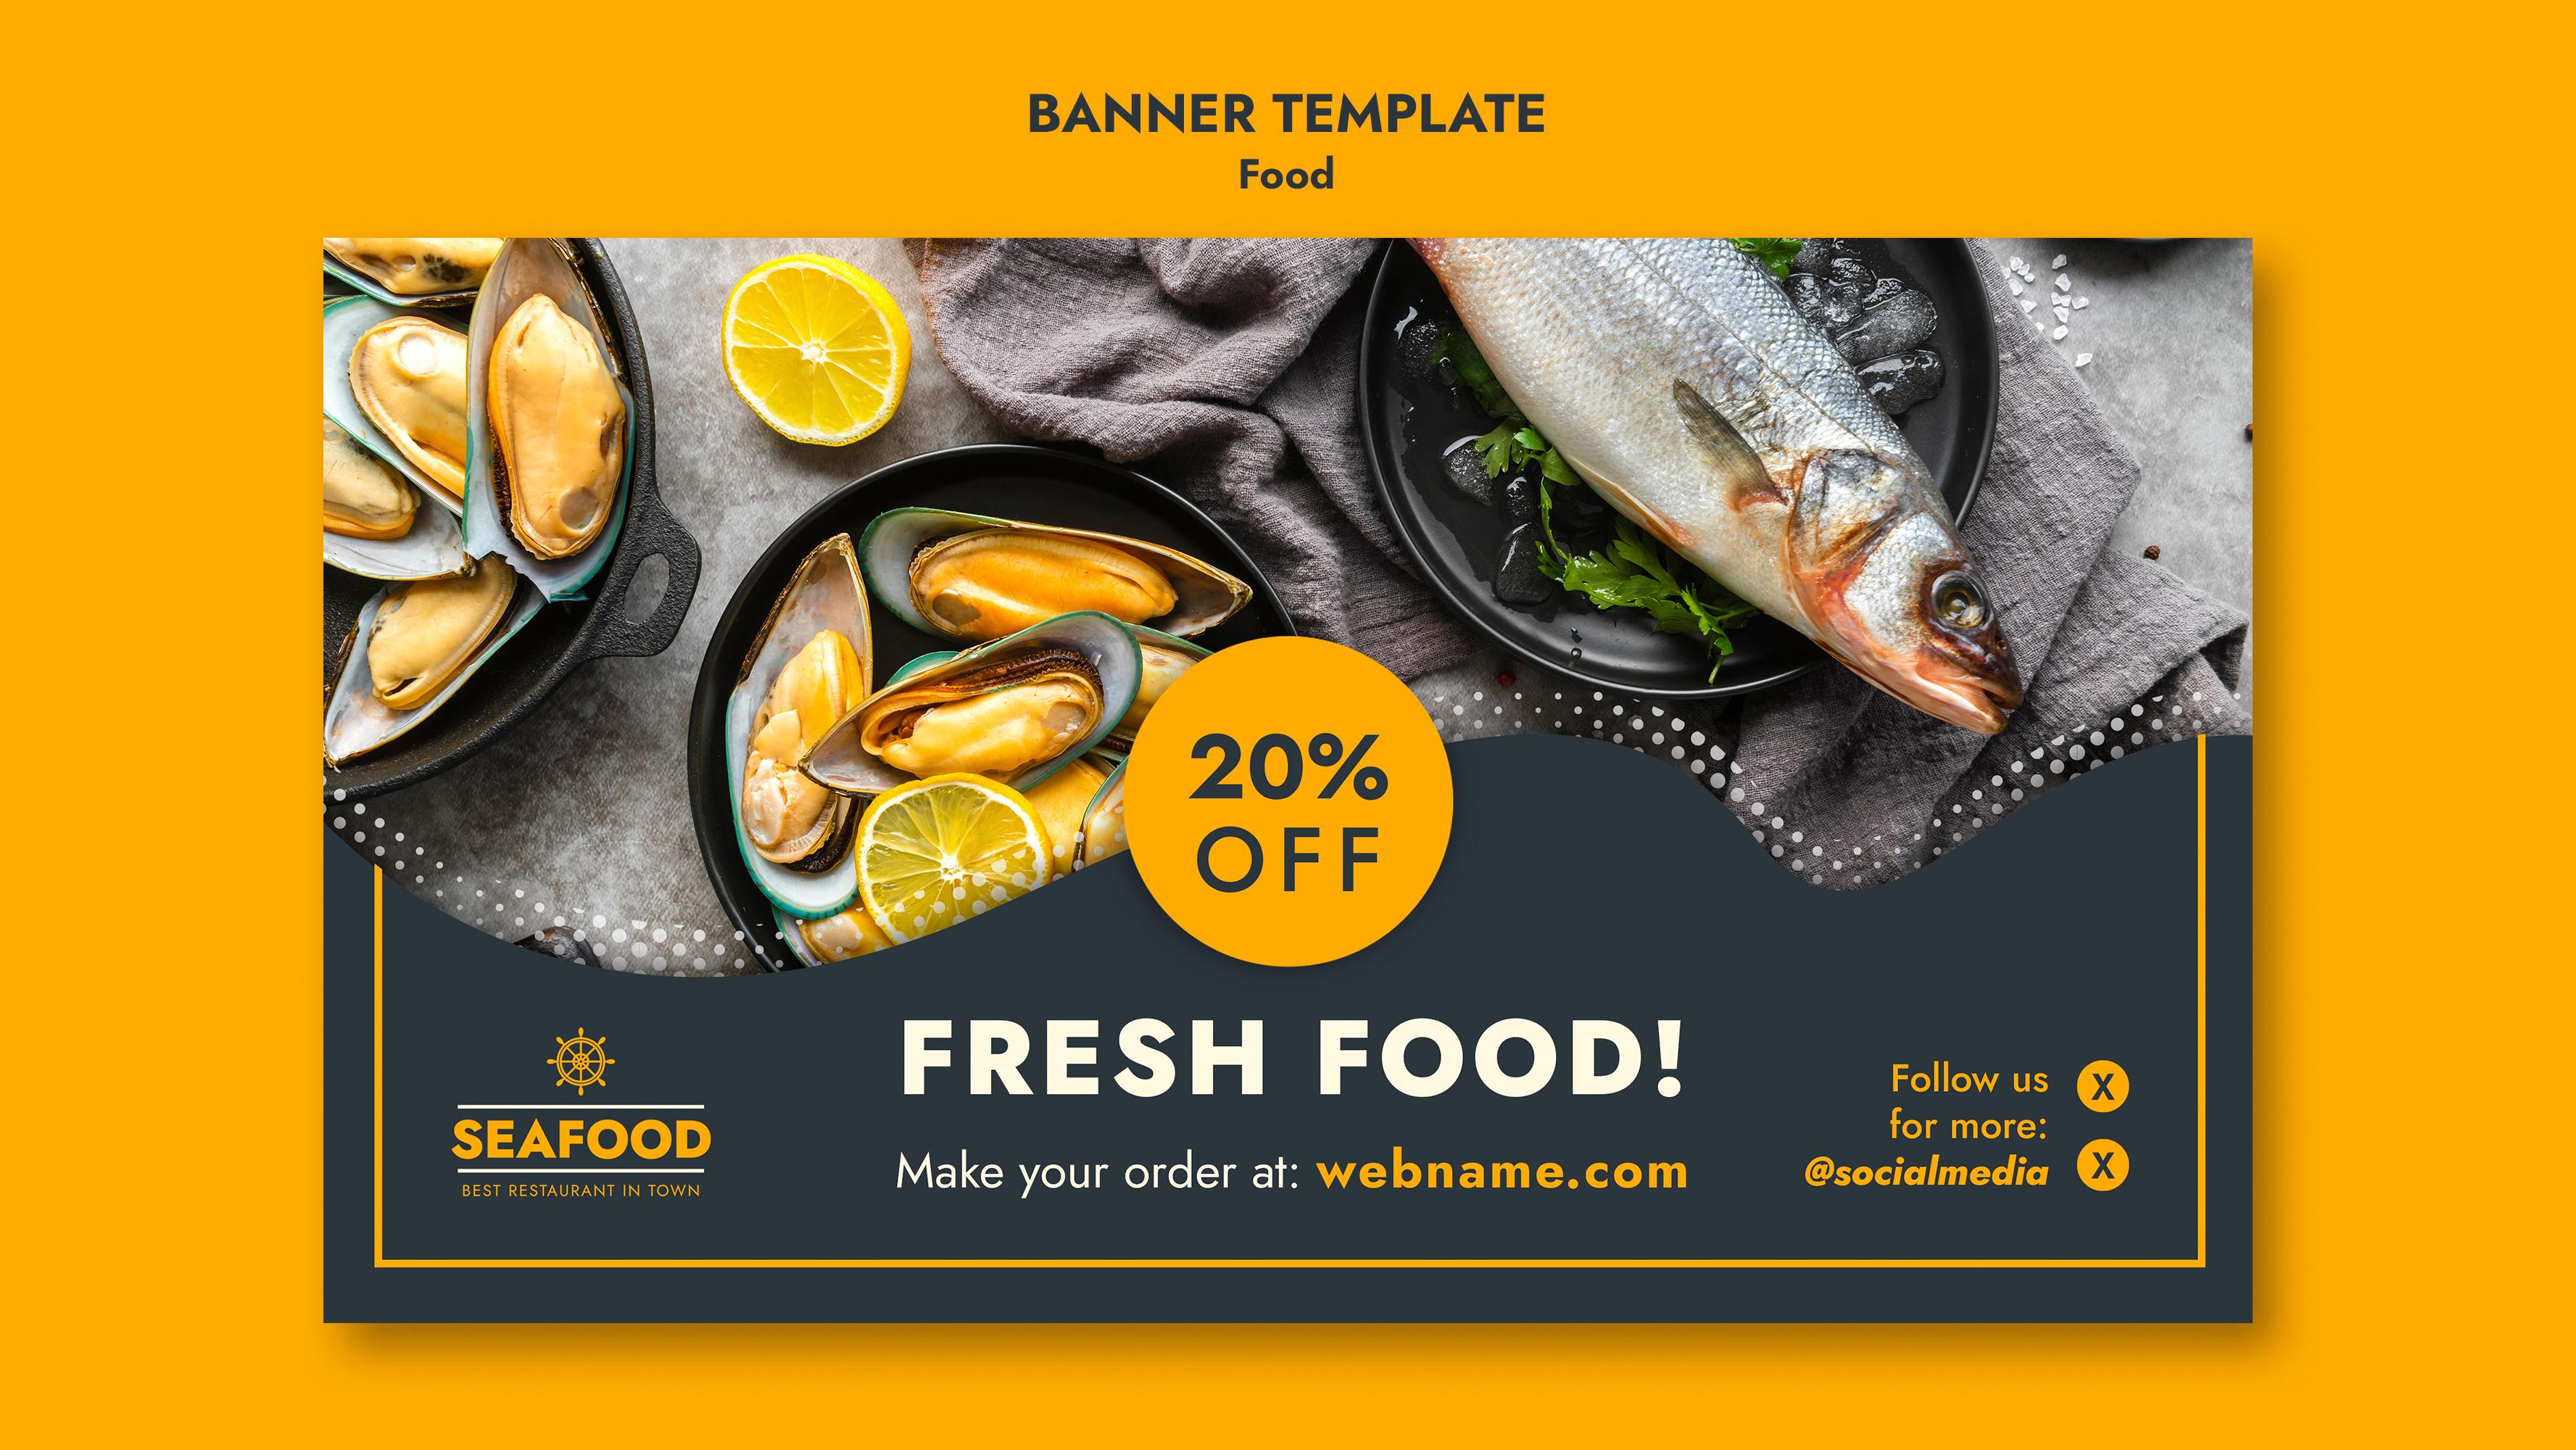 BANNER TEMPLATE
Food
20%
OFF
FRESH FOOD!
Make your order at: webname.com
SEAFOOD
BEST RESTAURANT IN TOWN
Follow us
for more:
@socialmedia
X
X